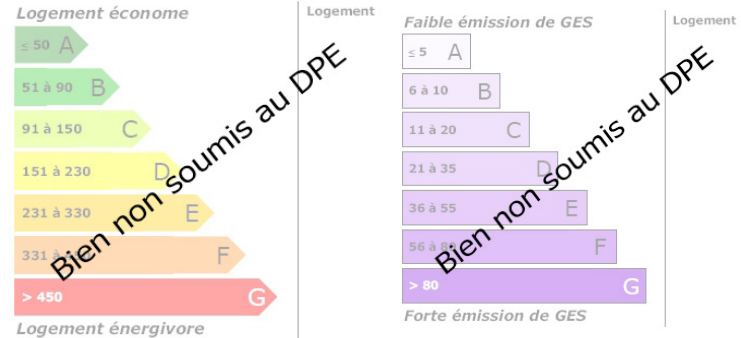 Logement économe
Logement
≤ 50 A
51 à 90 B
91 à 150 C
151 à 230 D
231 à 330 E
331 à F
> 450 G
Logement énergivore
Bien non soumis au DPE
Faible émission de GES
Logement
≤ 5 A
6 à 10 B
11 à 20 C
21 à 35 D
36 à 55 E
56 à 80 F
> 80 G
Forte émission de GES
Bien non soumis au DPE